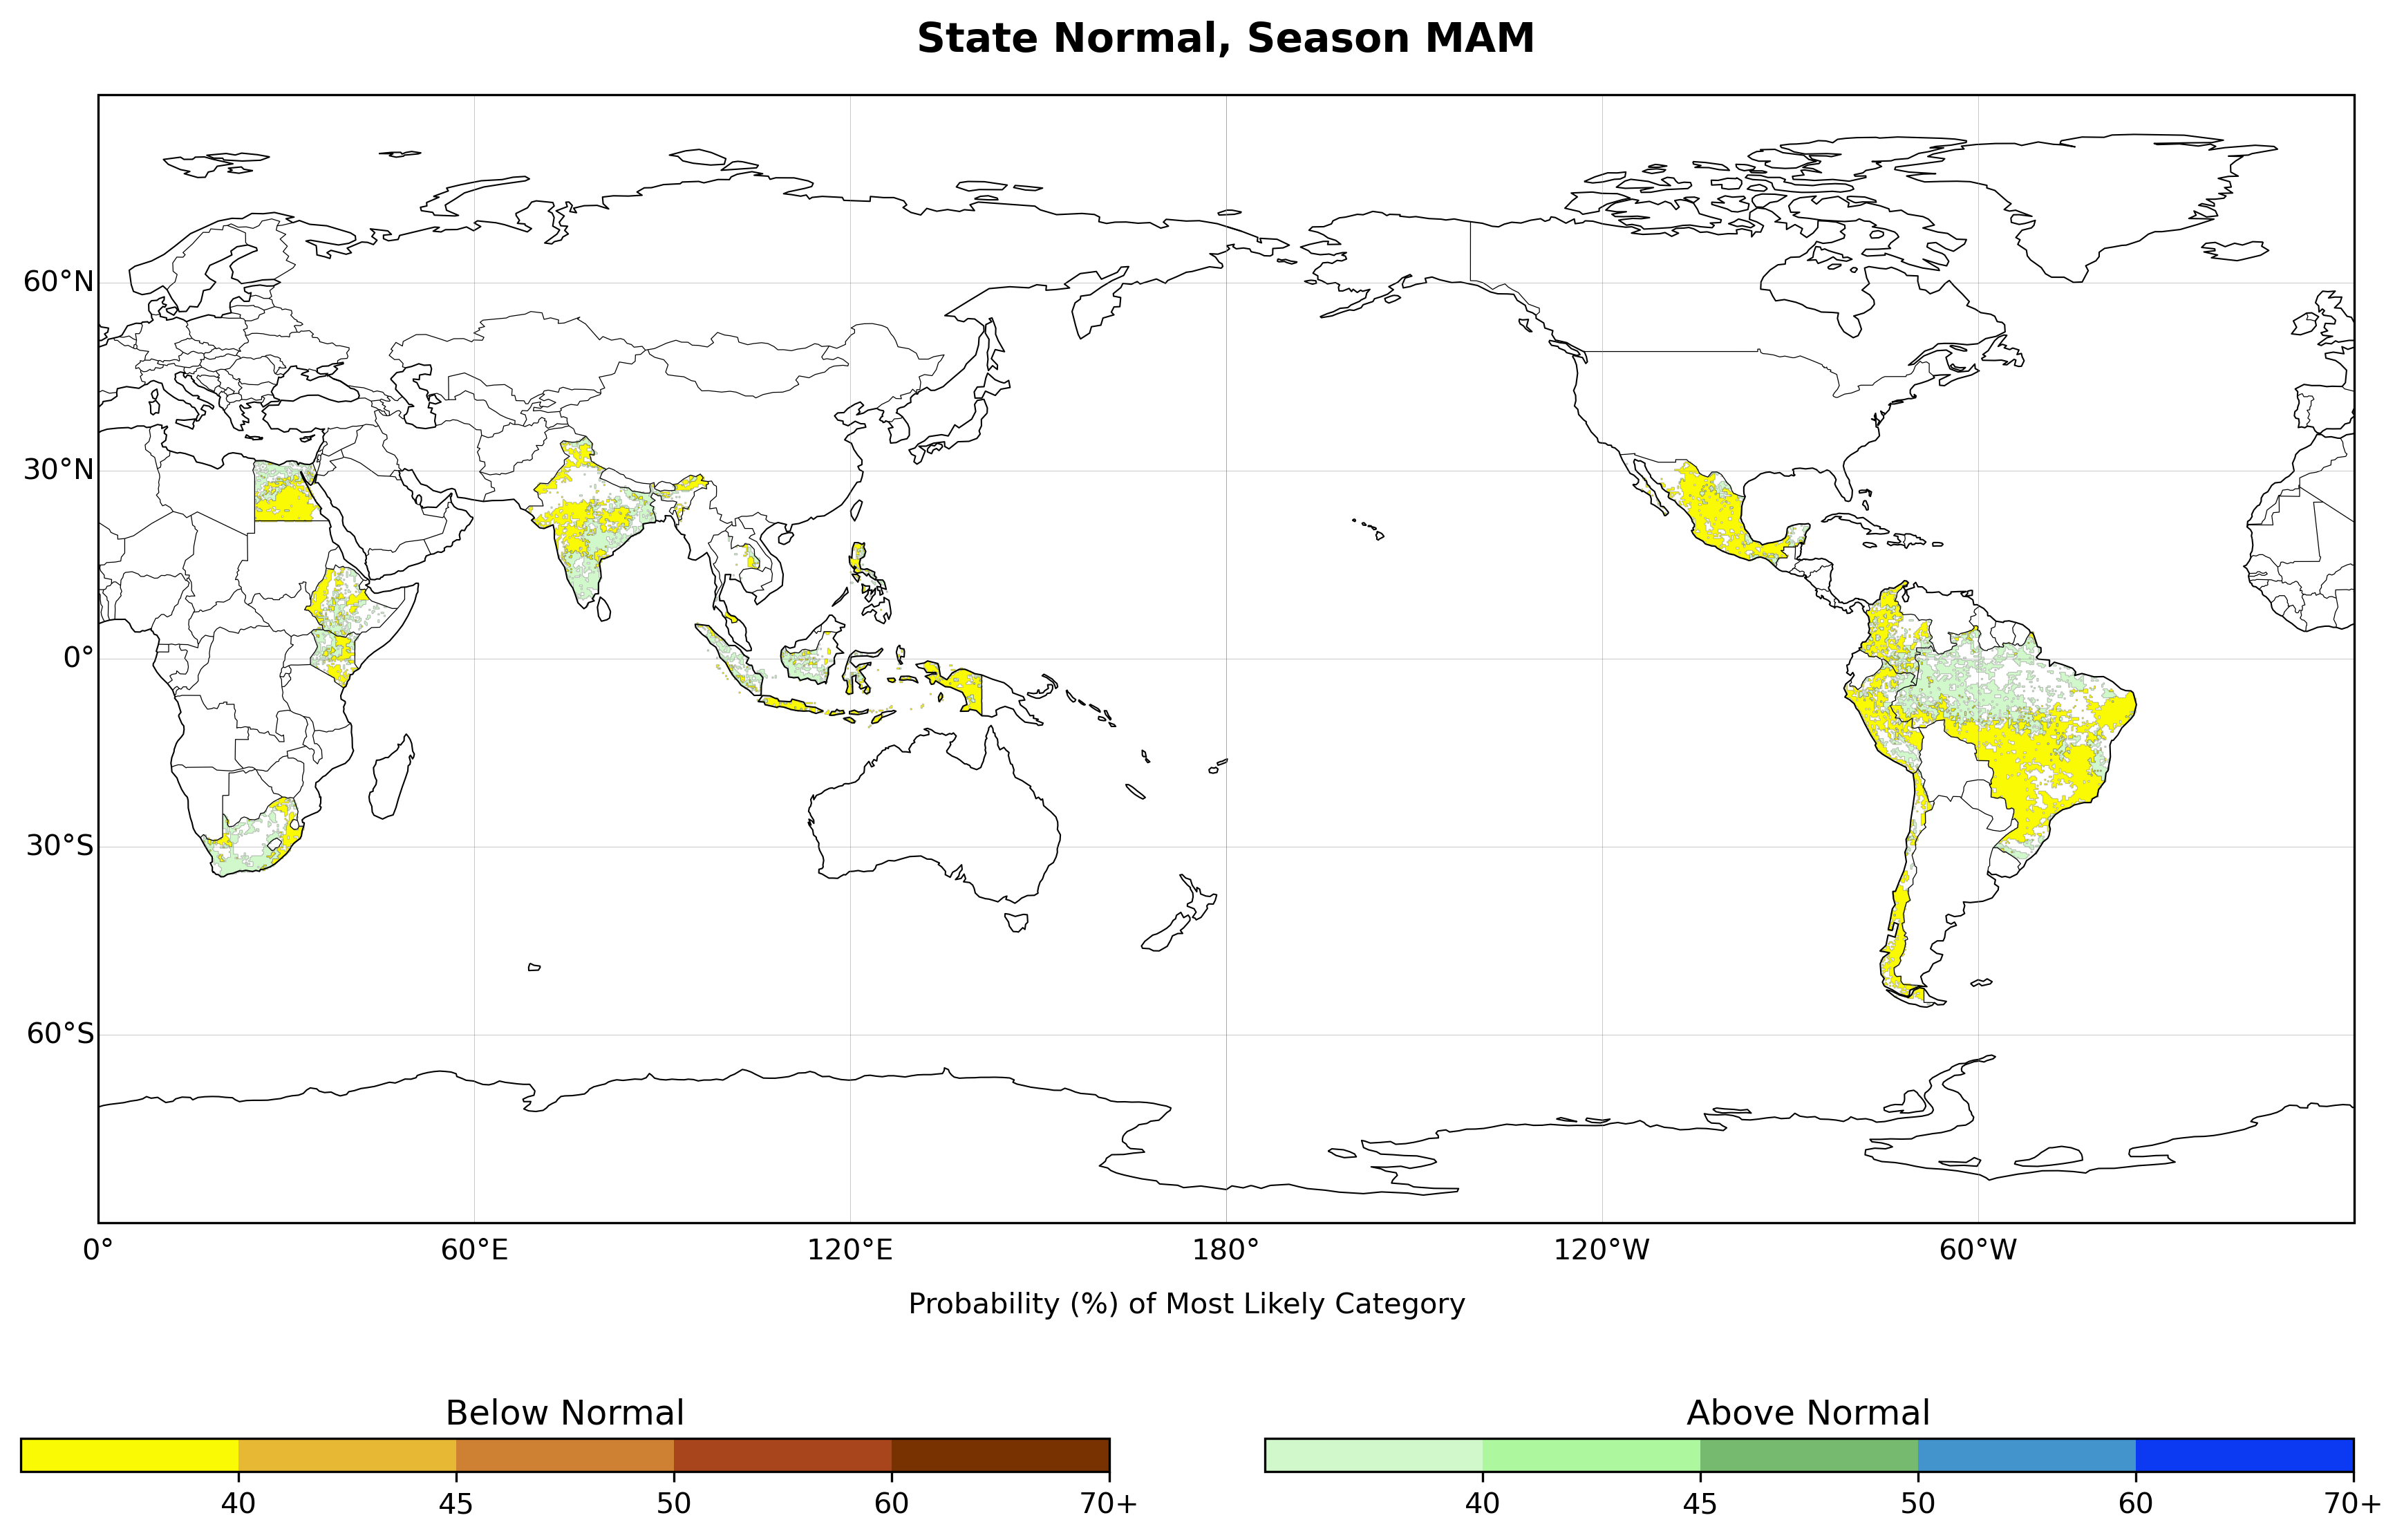 State Normal, Season MAM
60°N
30°N
0°
30°S
60°S
0° 60°E 120°E 180° 120°W 60°W
Probability (%) of Most Likely Category
Below Normal
40 45 50 60 70+
Above Normal
40 45 50 60 70+